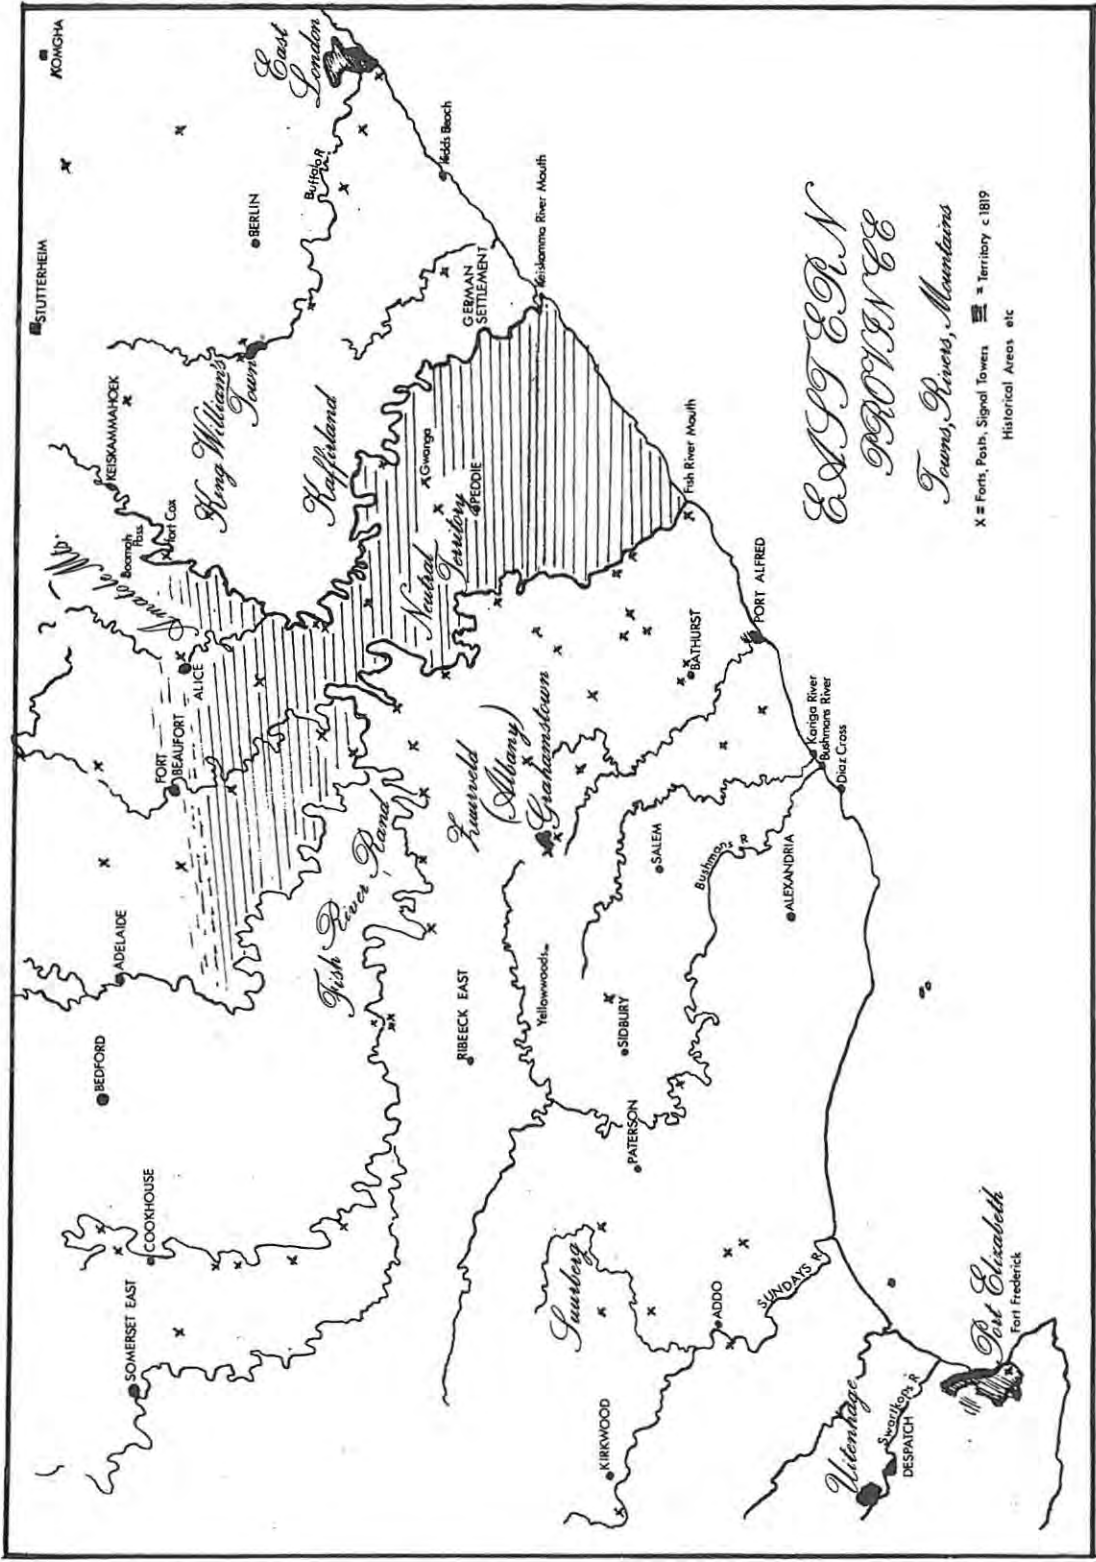 KOMGHA
STUTTERHEIM
East
London
Kidds Beach
Buffalo R
BERLIN
Keiskamma River Mouth
GERMAN
SETTLEMENT
KEISKAMMAHOEK
King William's
Town
Kaffirland
Boomah
Pass
Fort Cox
Amatola Mts.
Gwanga
PEDDIE
Neutral
Territory
Fish River Mouth
ALICE
FORT
BEAUFORT
PORT ALFRED
BATHURST
Zuurveld
(Albany)
Grahamstown
Kariga River
Bushmans River
Diaz Cross
ADELAIDE
Fish River Rand
SALEM
Bushmans R
ALEXANDRIA
BEDFORD
RIBEECK EAST
Yellowwoods
SIDBURY
PATERSON
COOKHOUSE
SOMERSET EAST
Suurberg
ADDO
SUNDAYS R
KIRKWOOD
Uitenhage
Swartkops R
DESPATCH
Port Elizabeth
Fort Frederick
EASTERN
PROVINCE
Towns, Rivers, Mountains
X = Forts, Posts, Signal Towers = Territory c 1819
Historical Areas etc